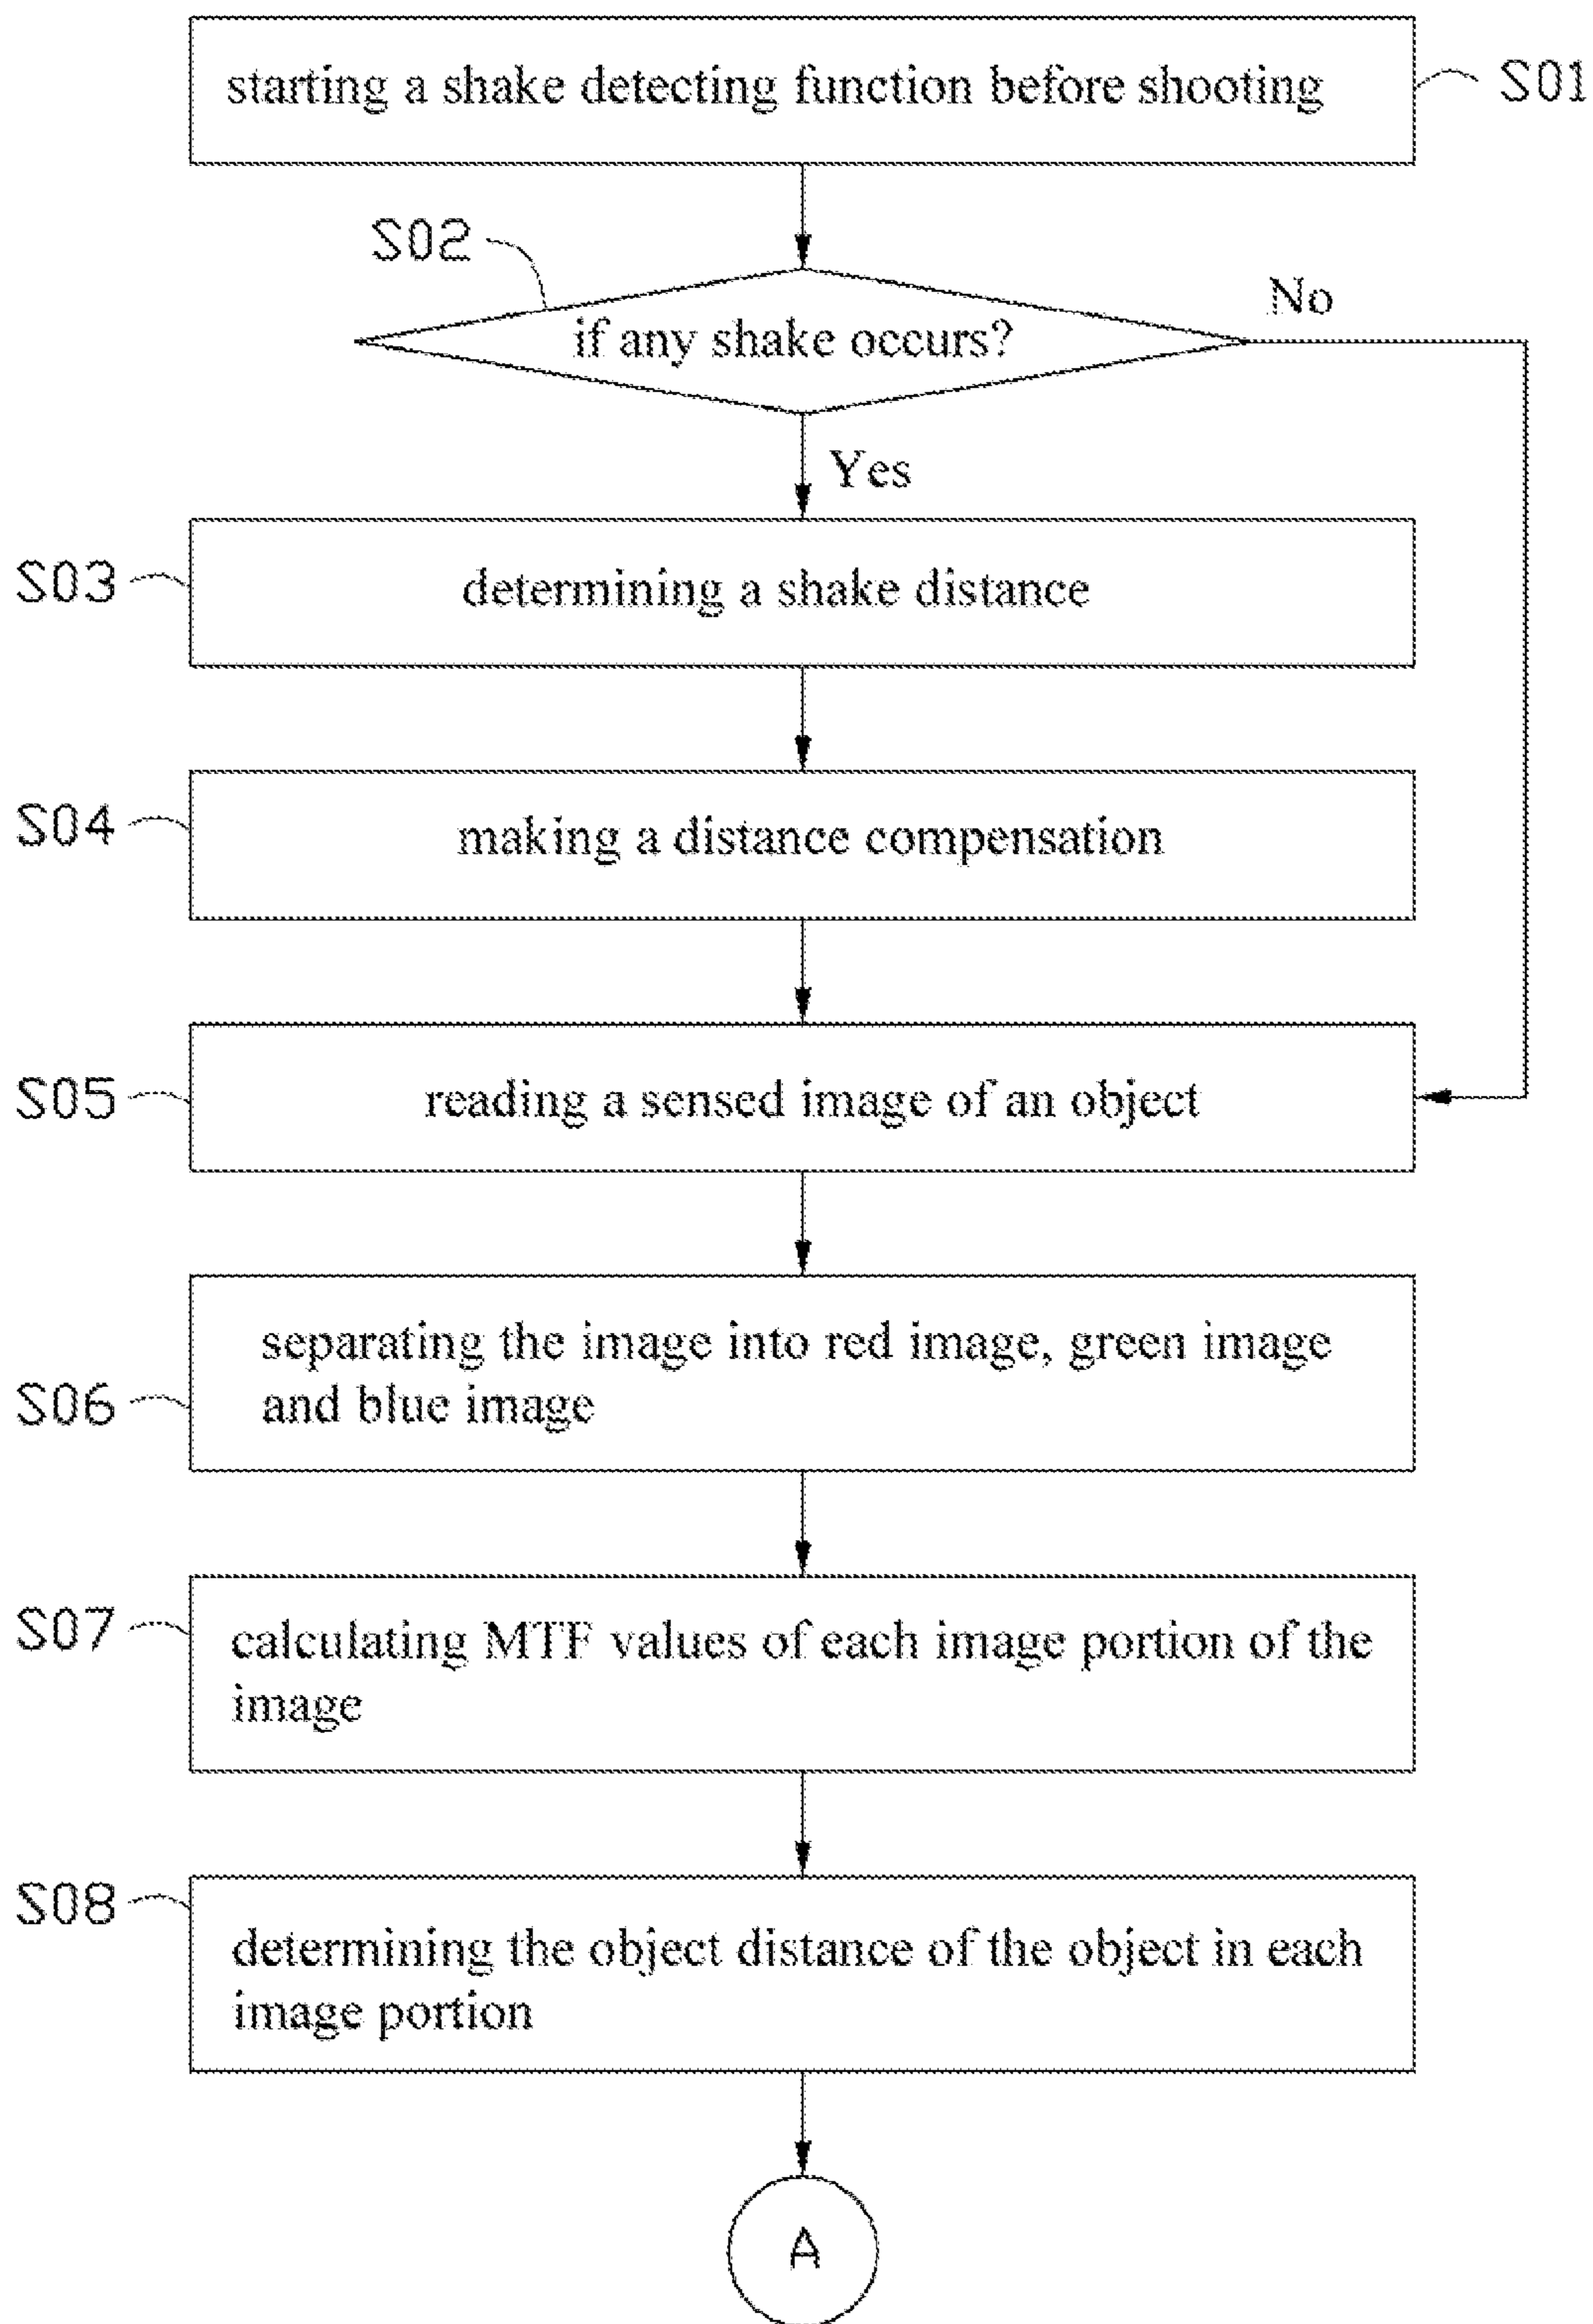 starting a shake detecting function before shooting
S01
S02
No
if any shake occurs?
Yes
S03
determining a shake distance
S04
making a distance compensation
S05
reading a sensed image of an object
separating the image into red image, green image
S06
and blue image
S07
calculating MTF values of each image portion of the
image
S08
determining the object distance of the object in each
image portion
A